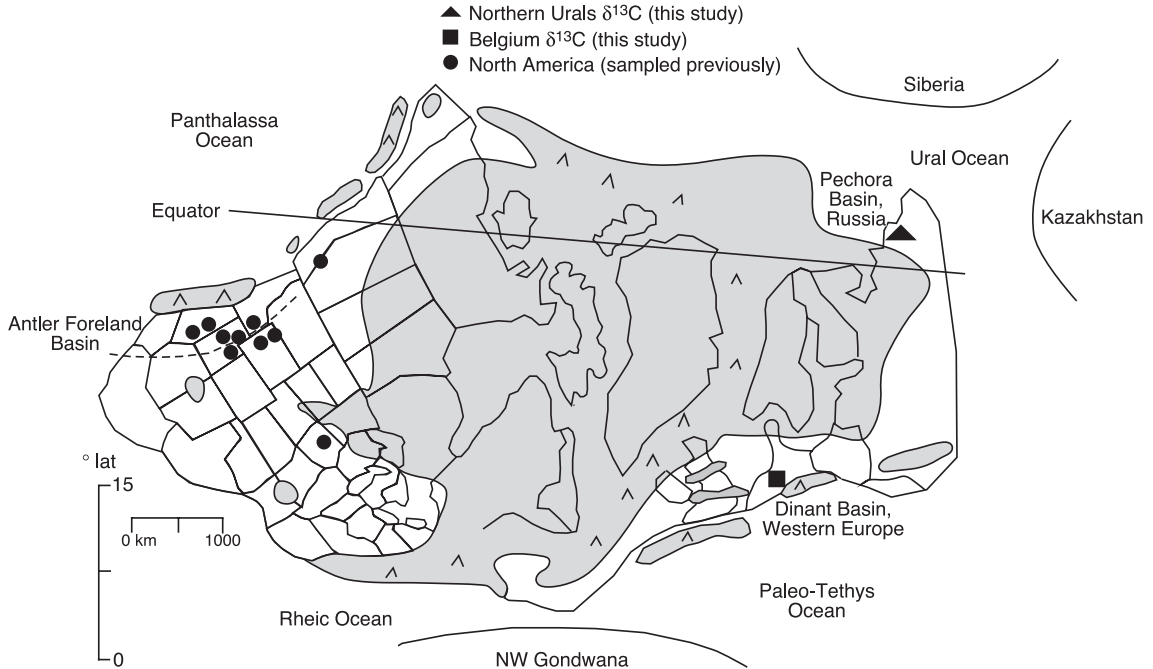 Northern Urals δ13C (this study)
Belgium δ13C (this study)
North America (sampled previously)
Siberia
Panthalassa
Ocean
Ural Ocean
Pechora
Basin,
Russia
Equator
Kazakhstan
Antler Foreland
Basin
° lat
15
0 km
1000
Dinant Basin,
Western Europe
Paleo-Tethys
Ocean
Rheic Ocean
0
NW Gondwana